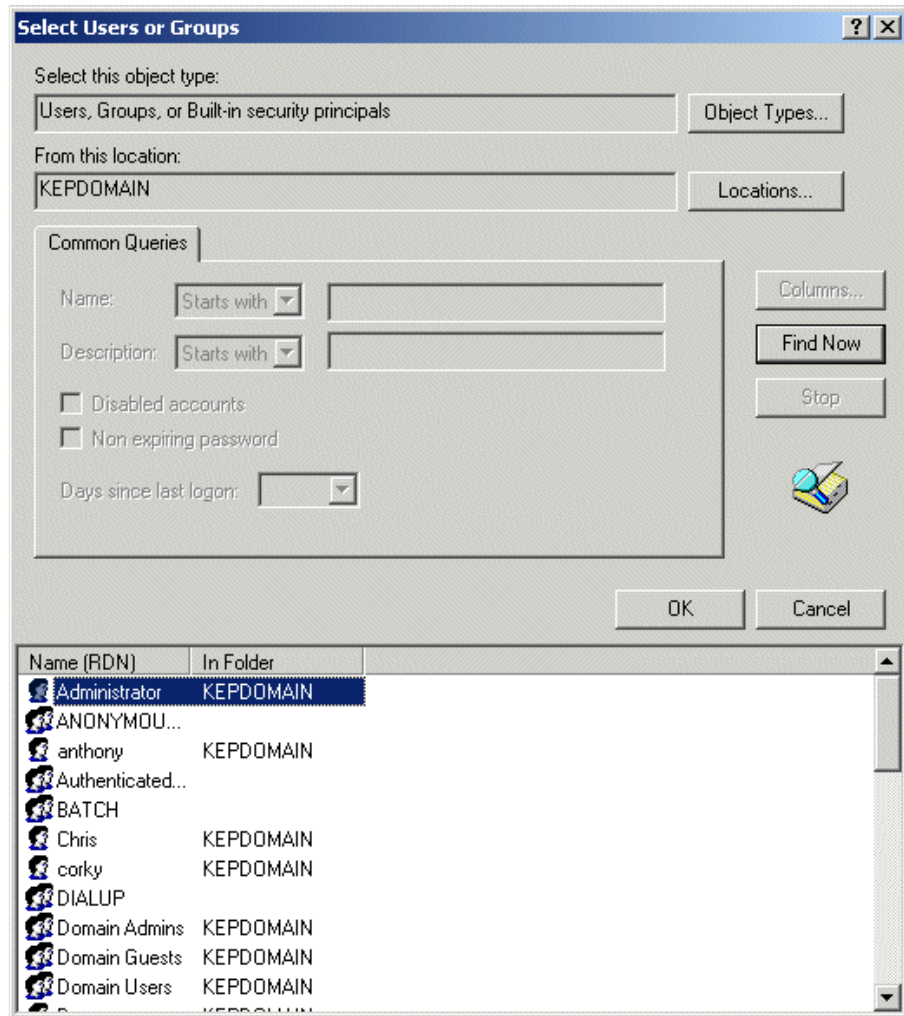 Select Users or Groups
Select this object type:
Users, Groups, or Built-in security principals Object Types...
From this location:
KEPDOMAIN Locations...
Common Queries
Name: Starts with Columns...
Description: Starts with Find Now
Disabled accounts Stop
Non expiring password
Days since last logon:
OK Cancel
Name (RDN) In Folder
Administrator KEPDOMAIN
ANONYMOU...
anthony KEPDOMAIN
Authenticated...
BATCH
Chris KEPDOMAIN
corky KEPDOMAIN
DIALUP
Domain Admins KEPDOMAIN
Domain Guests KEPDOMAIN
Domain Users KEPDOMAIN